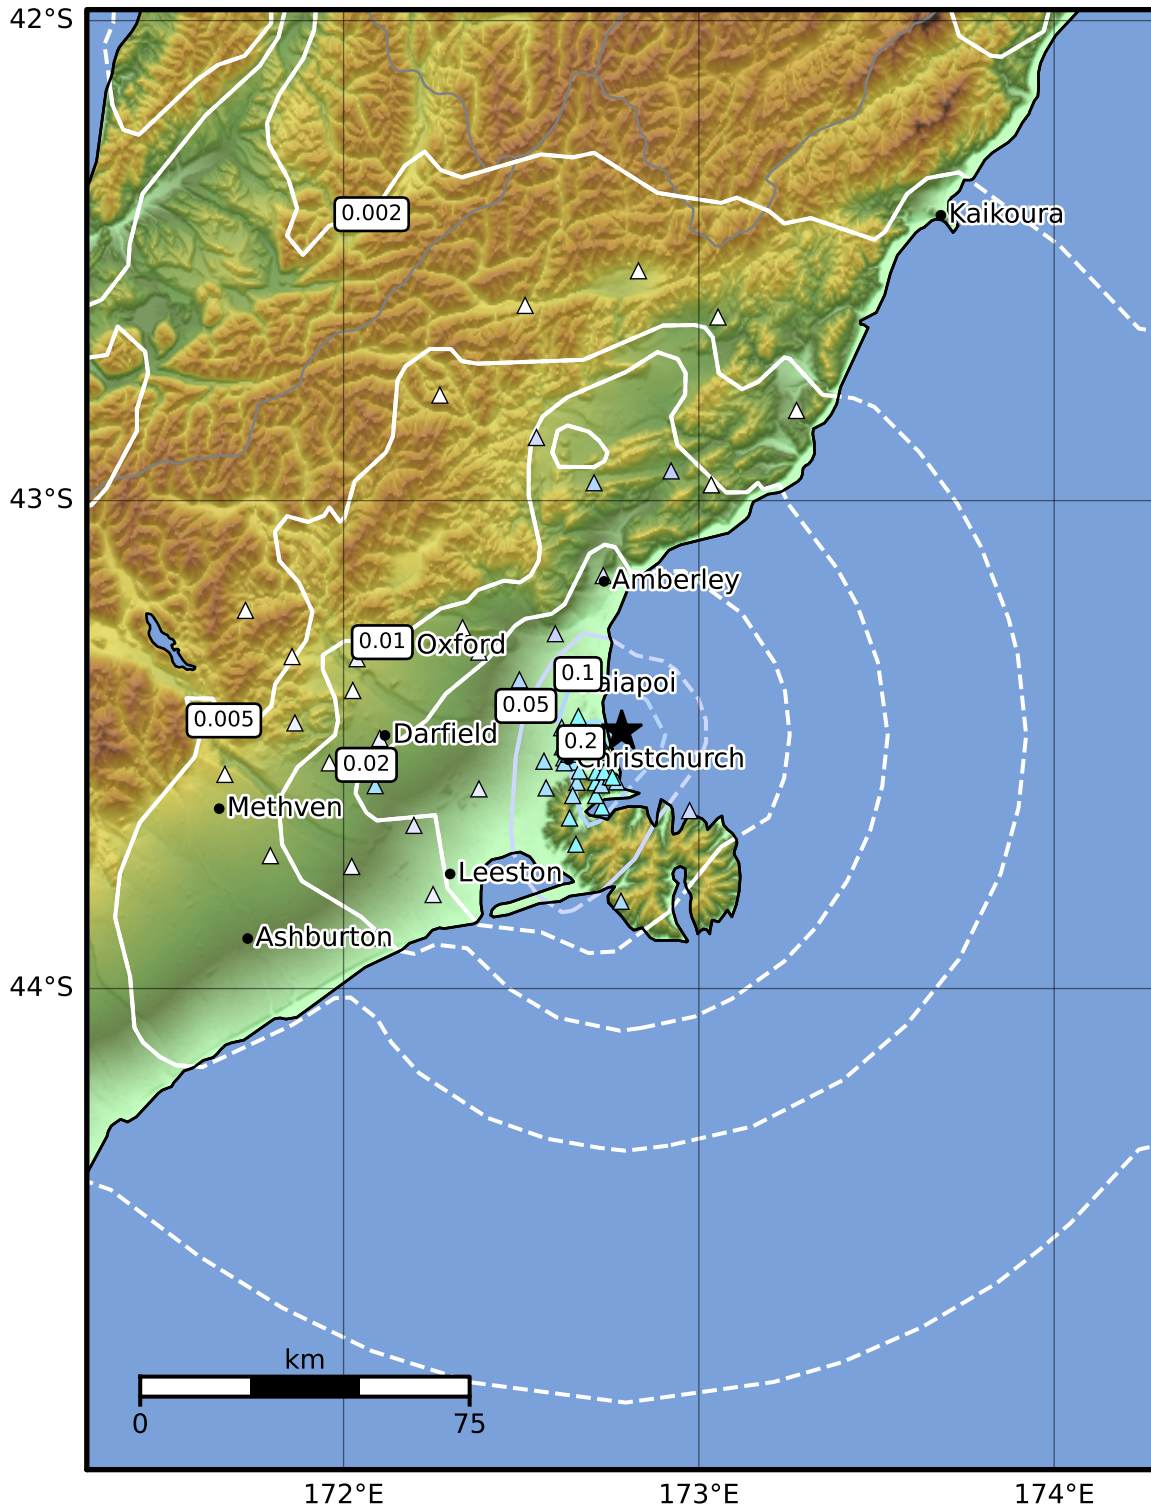 42°S
0.002
Kaikoura
43°S
Amberley
0.01
Oxford
0.1
aiapoi
0.05
0.005
Darfield
0.2
Christchurch
0.02
Methven
Leeston
Ashburton
44°S
km
0
75
172°E
173°E
174°E